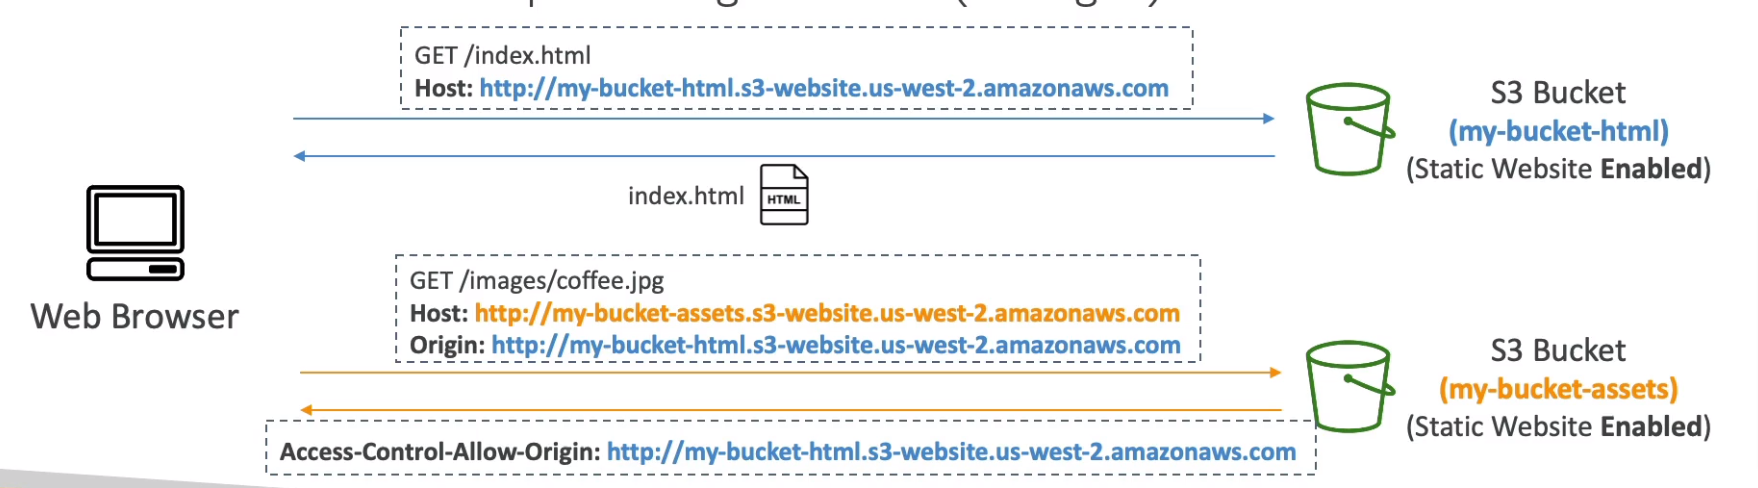 GET /index.html
Host: http://my-bucket-html.s3-website.us-west-2.amazonaws.com
S3 Bucket
(my-bucket-html)
(Static Website Enabled)
index.html
HTML
Web Browser
GET /images/coffee.jpg
Host: http://my-bucket-assets.s3-website.us-west-2.amazonaws.com
Origin: http://my-bucket-html.s3-website.us-west-2.amazonaws.com
S3 Bucket
(my-bucket-assets)
(Static Website Enabled)
Access-Control-Allow-Origin: http://my-bucket-html.s3-website.us-west-2.amazonaws.com